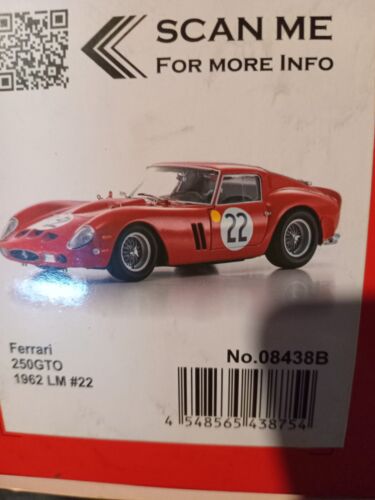 SCAN ME
FOR MORE INFO
22
Ferrari
250GTO
1962 LM #22
No.08438B
4 548565 438754